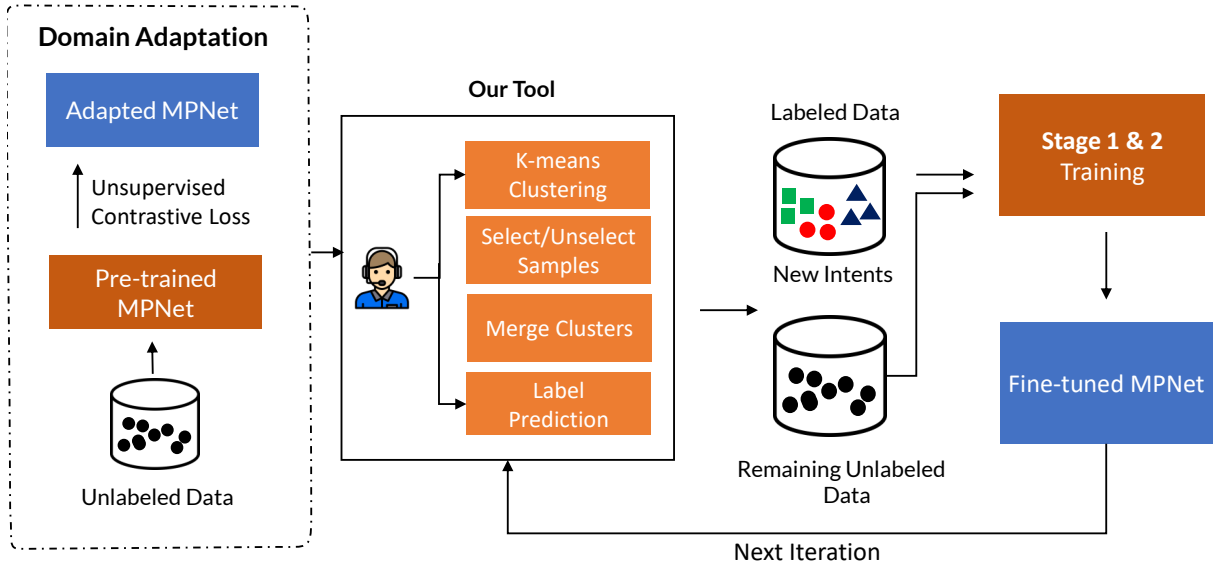 Domain Adaptation
Adapted MPNet
Unsupervised
Contrastive Loss
Pre-trained
MPNet
Unlabeled Data
Our Tool
K-means
Clustering
Select/Unselect
Samples
Merge Clusters
Label
Prediction
Labeled Data
New Intents
Remaining Unlabeled
Data
Stage 1 & 2
Training
Fine-tuned MPNet
Next Iteration